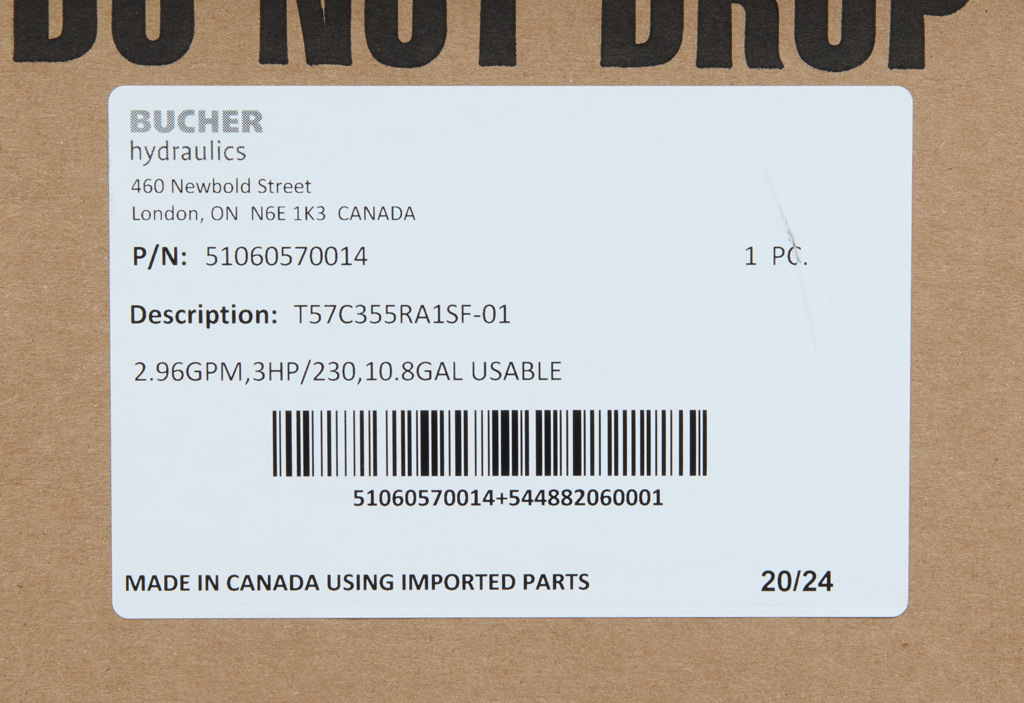 DO NOT DROP
BUCHER
hydraulics
460 Newbold Street
London, ON N6E 1K3 CANADA
P/N: 51060570014 1 PC.
Description: T57C355RA1SF-01
2.96GPM,3HP/230,10.8GAL USABLE
51060570014+544882060001
MADE IN CANADA USING IMPORTED PARTS 20/24